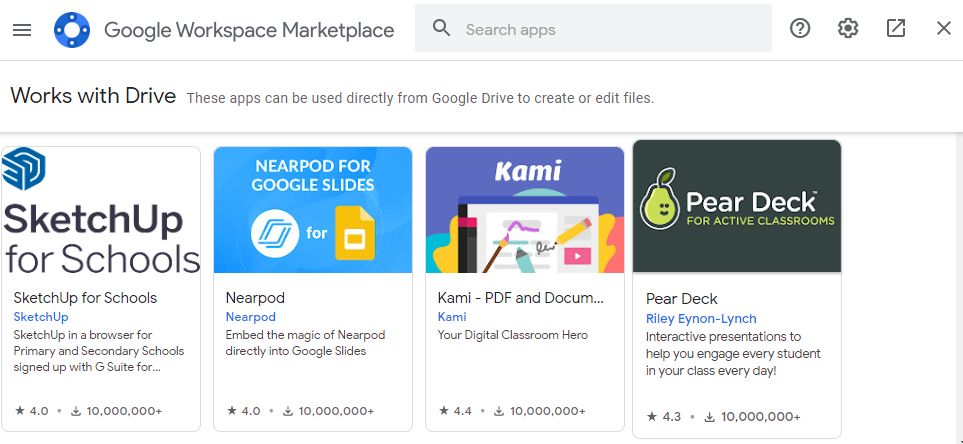 Google Workspace Marketplace
Search apps
Works with Drive
These apps can be used directly from Google Drive to create or edit files.
SketchUp
for Schools
SketchUp for Schools
SketchUp
SketchUp in a browser for
Primary and Secondary Schools
signed up with G Suite for...
★ 4.0 • 10,000,000+
NEARPOD FOR
GOOGLE SLIDES
for
Nearpod
Nearpod
Embed the magic of Nearpod
directly into Google Slides
★ 4.0 • 10,000,000+
Kami
Kami - PDF and Docum...
Kami
Your Digital Classroom Hero
★ 4.4 • 10,000,000+
Pear Deck™
FOR ACTIVE CLASSROOMS
Pear Deck
Riley Eynon-Lynch
Interactive presentations to
help you engage every student
in your class every day!
★ 4.3 • 10,000,000+